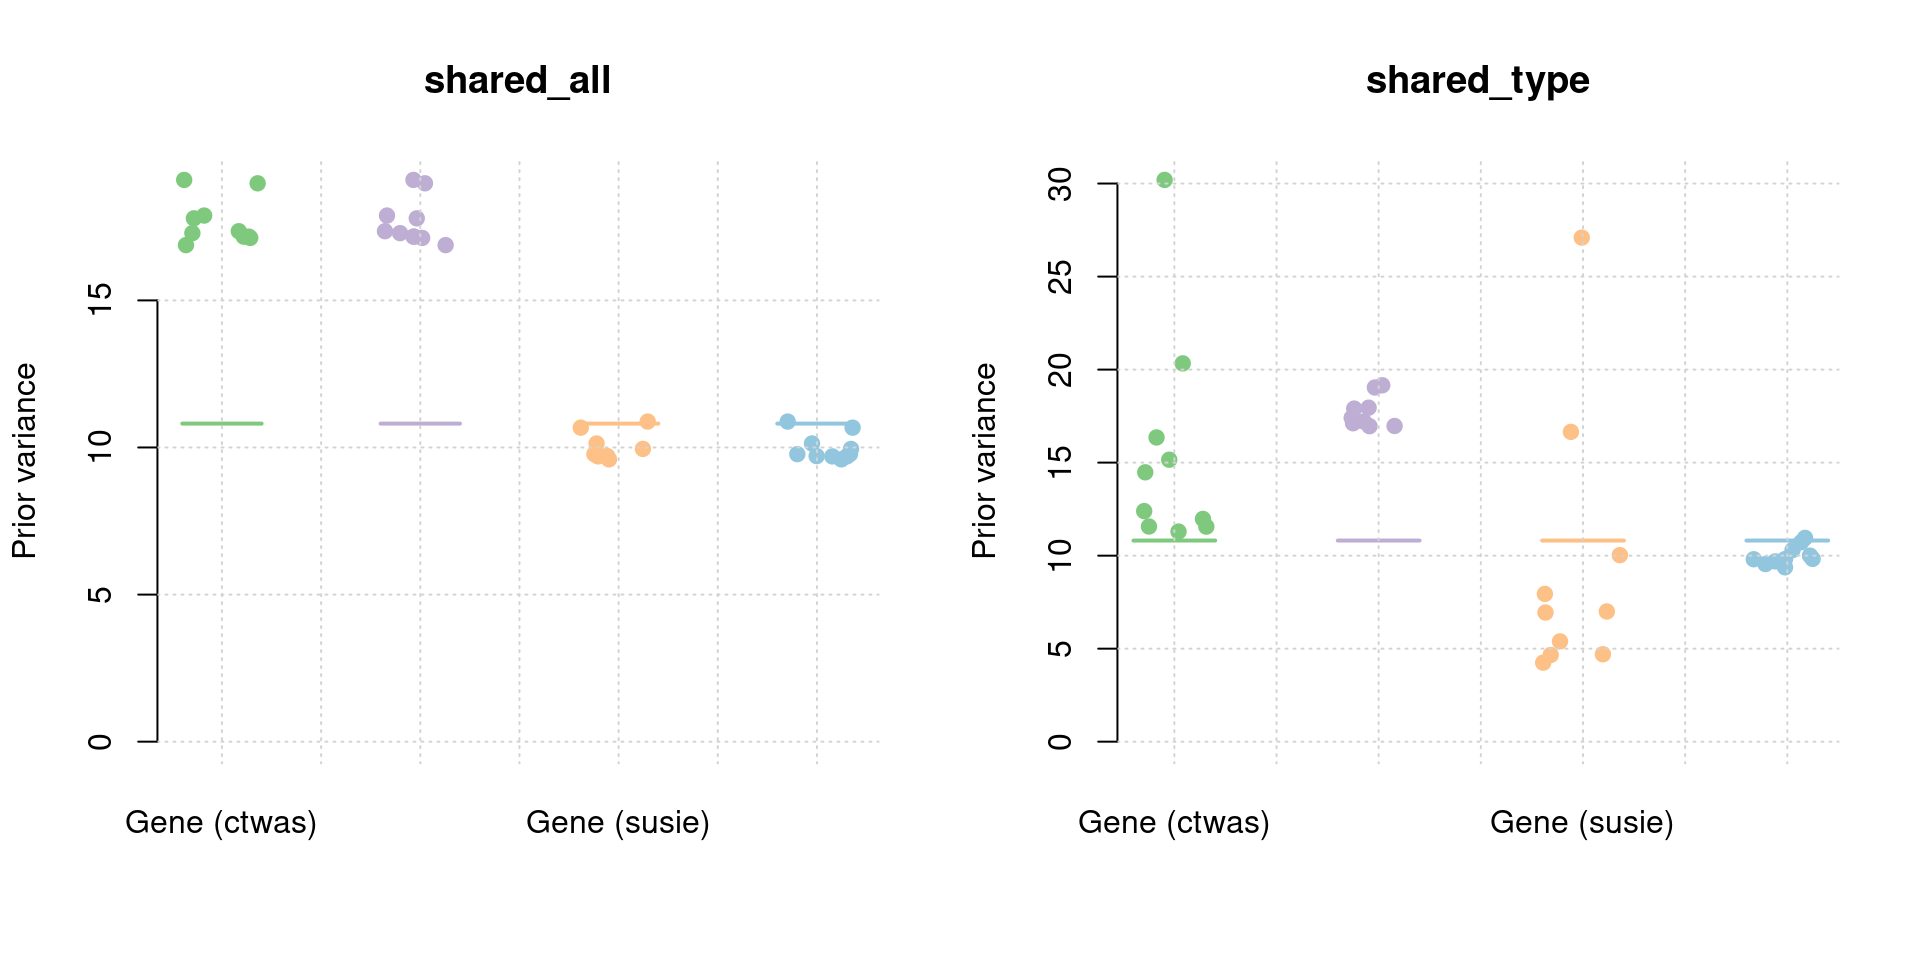 shared_all
Prior variance
15
10
5
0
Gene (ctwas)
Gene (susie)
shared_type
Prior variance
30
25
20
15
10
5
0
Gene (ctwas)
Gene (susie)